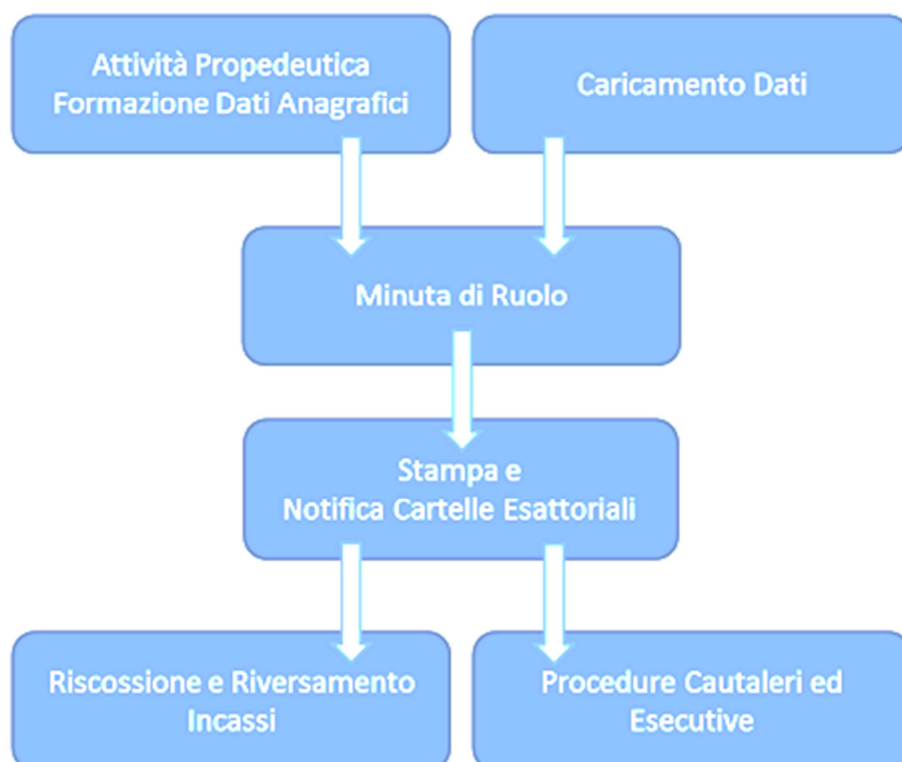 Attività Propedeutica
Formazione Dati Anagrafici
Caricamento Dati
Minuta di Ruolo
Stampa e
Notifica Cartelle Esattoriali
Riscossione e Riversamento
Incassi
Procedure Cautaleri ed
Esecutive